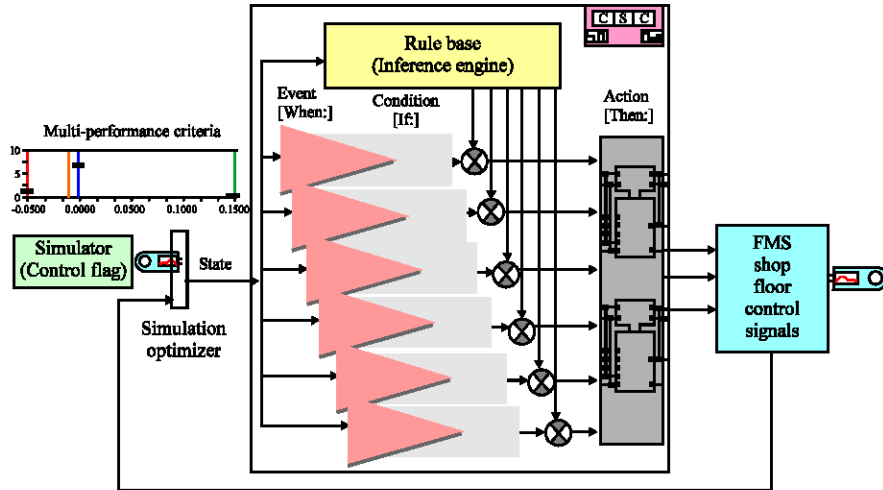 C S C
Rule base
(Inference engine)
Event
[When:]
Condition
[If:]
Action
[Then:]
Multi-performance criteria
10
5
0
-0.0500 0.0000 0.0500 0.1000 0.1500
Simulator
(Control flag)
State
Simulation
optimizer
FMS
shop
floor
control
signals